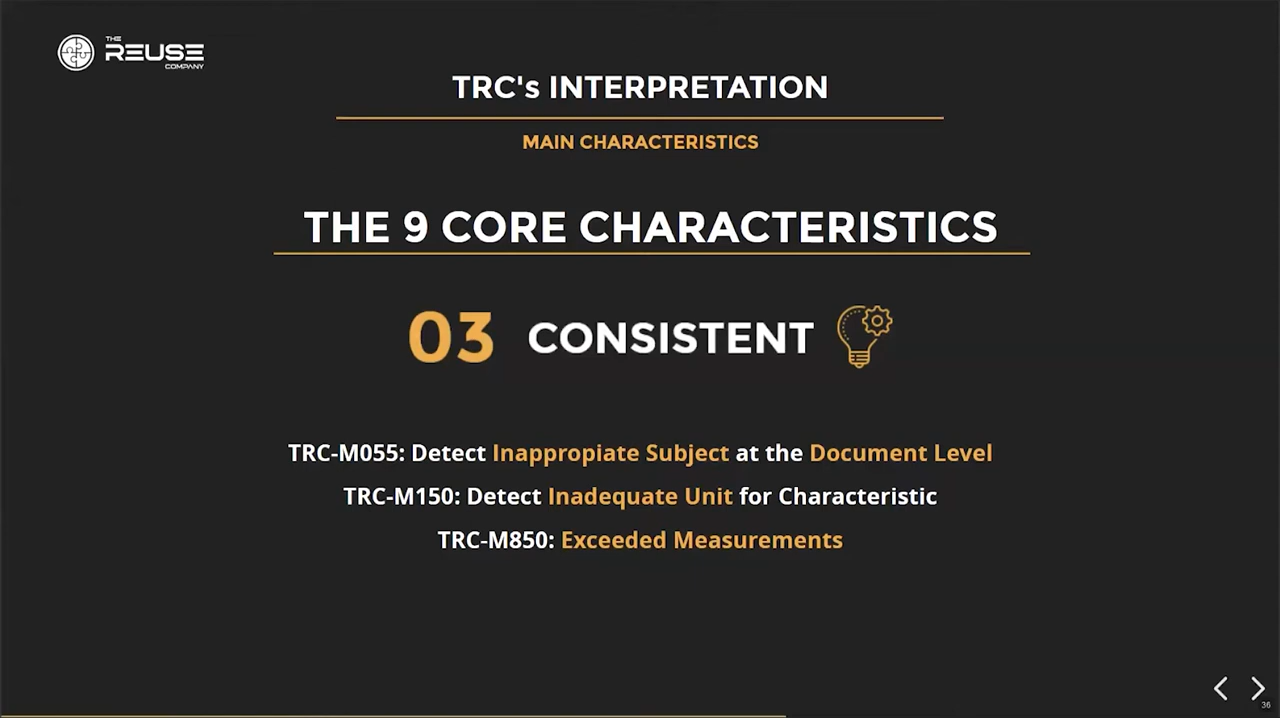 THE
REUSE
COMPANY
TRC's INTERPRETATION
MAIN CHARACTERISTICS
THE 9 CORE CHARACTERISTICS
03 CONSISTENT
TRC-M055: Detect Inappropiate Subject at the Document Level
TRC-M150: Detect Inadequate Unit for Characteristic
TRC-M850: Exceeded Measurements
36